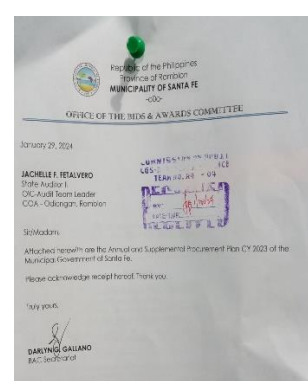 Republic of the Philippines
Province of Romblon
MUNICIPALITY OF SANTA FE
-oOo-
OFFICE OF THE BIDS & AWARDS COMMITTEE
January 29, 2024
JACHELLE F. FETALVERO
State Auditor I
OIC-Audit Team Leader
COA - Odiongan, Romblon
Sir/Madam:
Attached herewith are the Annual and Supplemental Procurement Plan CY 2023 of the
Municipal Government of Santa Fe.
Please acknowledge receipt hereof. Thank you.
Truly yours,
DARLYN G. GALLANO
BAC Secretariat